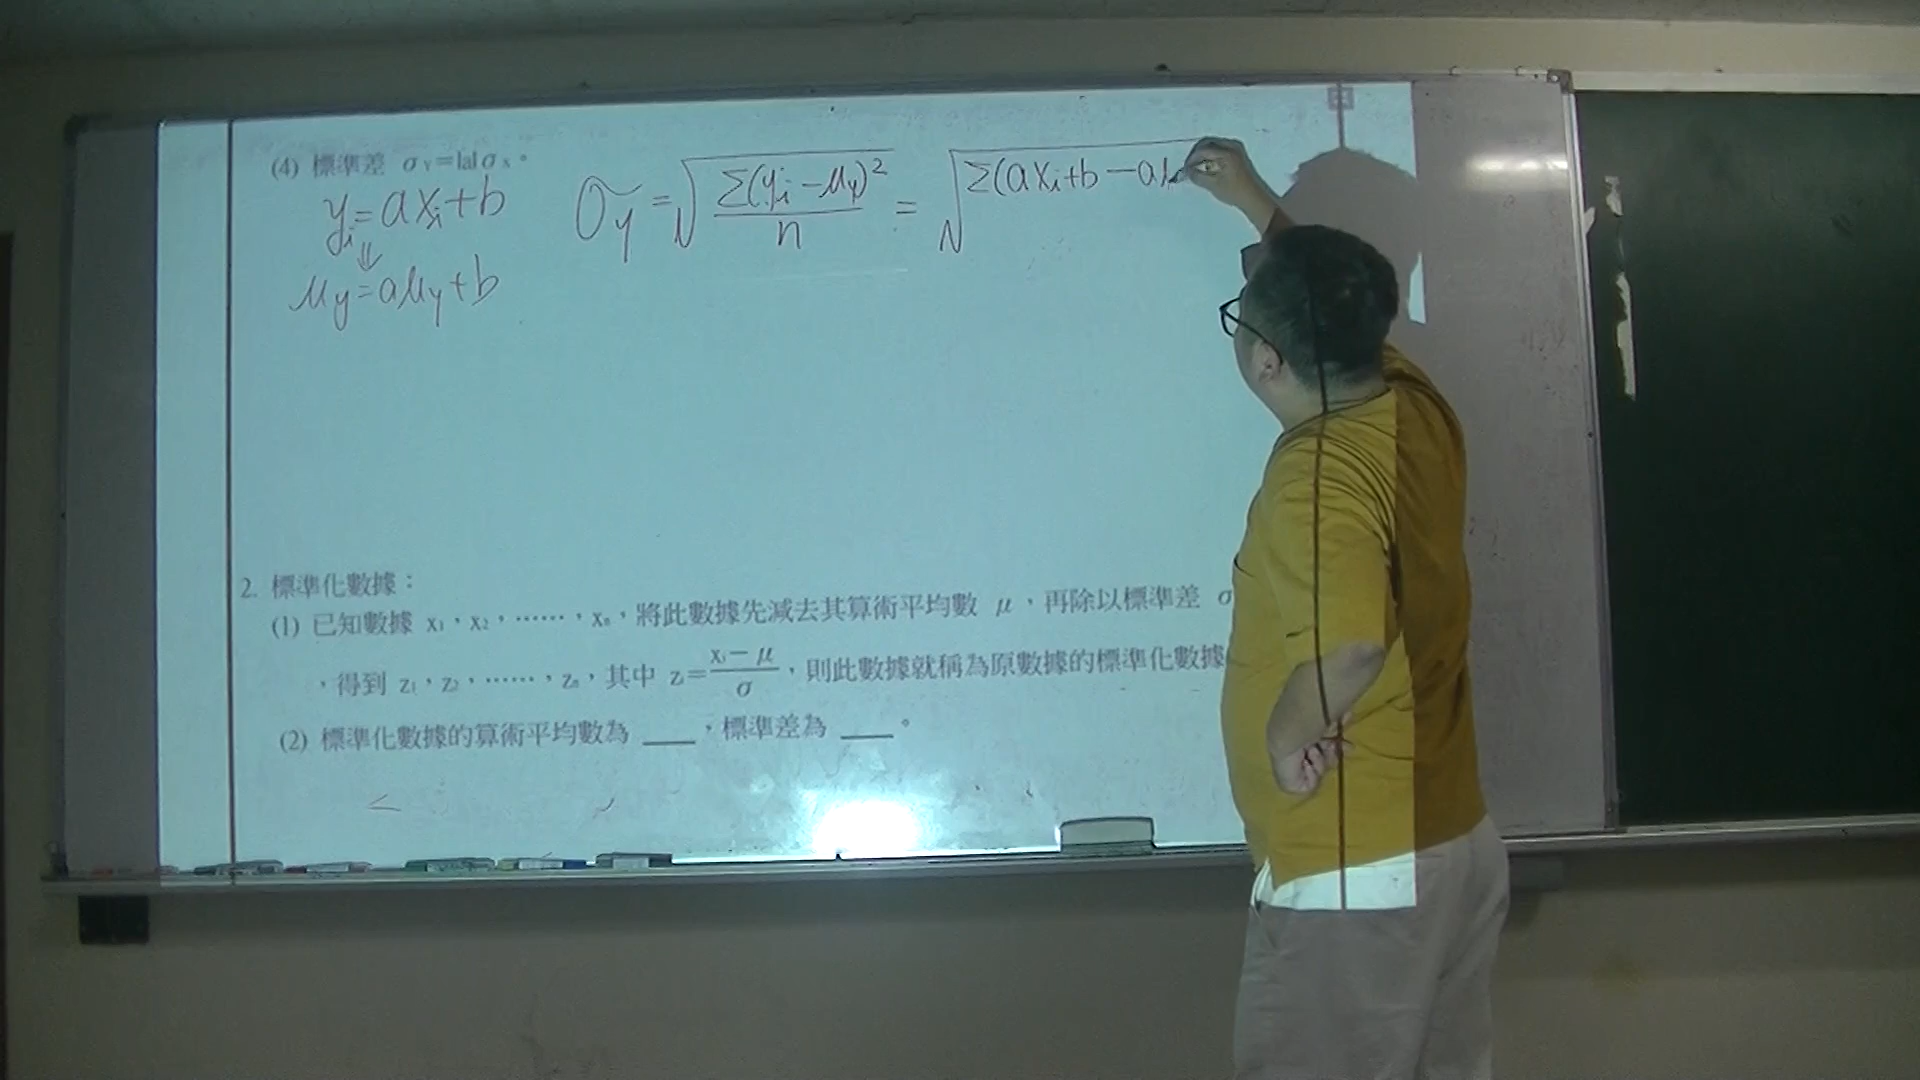 (4) 標準差 σY=|a|σX。
yi=axi+b
⇓
μy=aμy+b
σy=√(Σ(yi−μy)²/n) = √Σ(axi+b−aμ
2. 標準化數據：
(1) 已知數據 x1，x2，……，xn，將此數據先減去其算術平均數 μ，再除以標準差 σ
，得到 z1，z2，……，zn，其中 zi=(xi−μ)/σ，則此數據就稱為原數據的標準化數據
(2) 標準化數據的算術平均數為 ____，標準差為 ____。